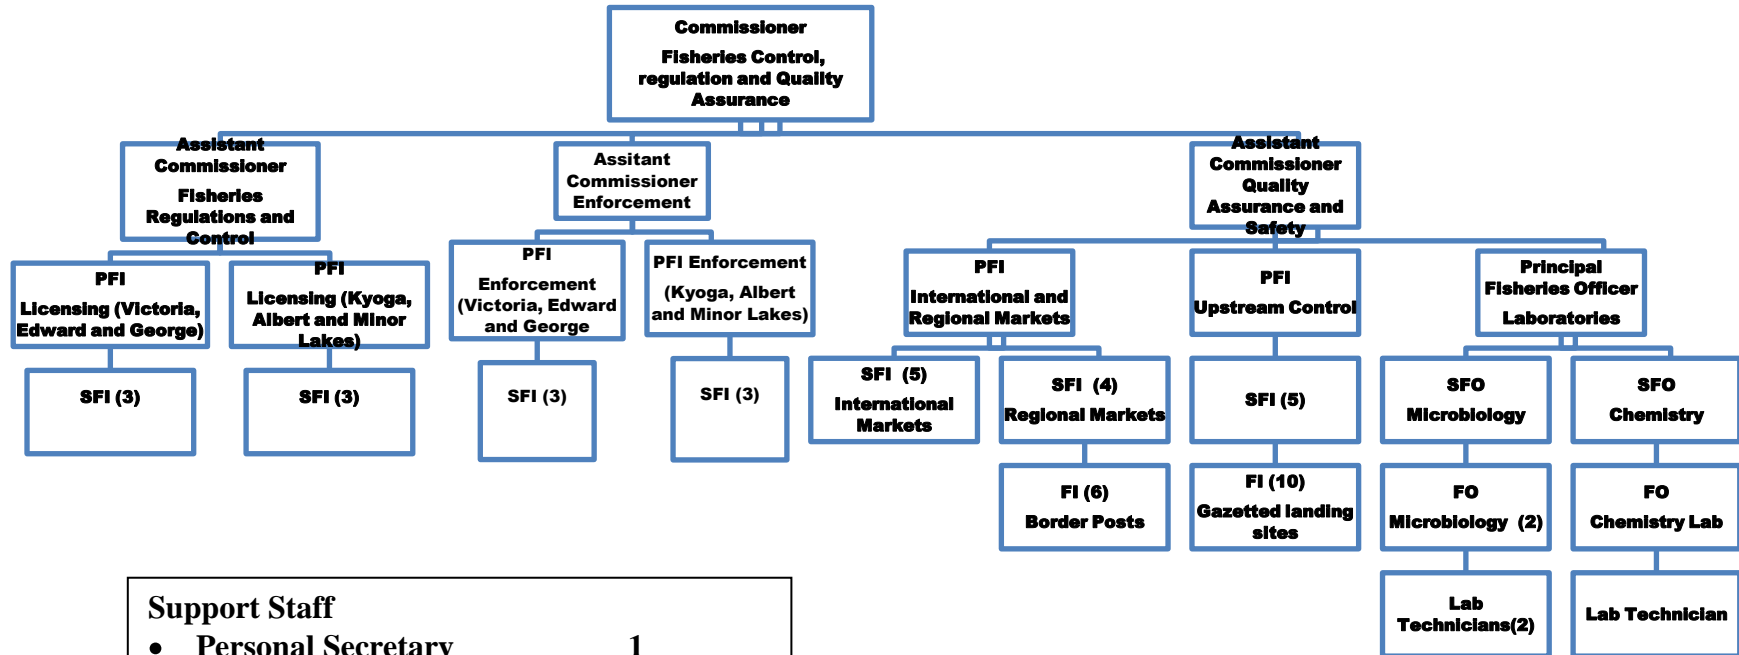 Commissioner
Fisheries Control,
regulation and Quality
Assurance
Assistant
Commissioner
Fisheries
Regulations and
Control
Assitant
Commissioner
Enforcement
Assistant
Commissioner
Quality
Assurance and
Safety
PFI
Licensing (Victoria,
Edward and George)
PFI
Licensing (Kyoga,
Albert and Minor
Lakes)
PFI
Enforcement
(Victoria, Edward
and George
PFI Enforcement
(Kyoga, Albert
and Minor Lakes)
PFI
International and
Regional Markets
PFI
Upstream Control
Principal
Fisheries Officer
Laboratories
SFI (3)
SFI (3)
SFI (3)
SFI (3)
SFI (5)
International
Markets
SFI (4)
Regional Markets
SFI (5)
SFO
Microbiology
SFO
Chemistry
FI (6)
Border Posts
FI (10)
Gazetted landing
sites
FO
Microbiology (2)
FO
Chemistry Lab
Lab
Technicians(2)
Lab Technician
Support Staff
• Personal Secretary 1